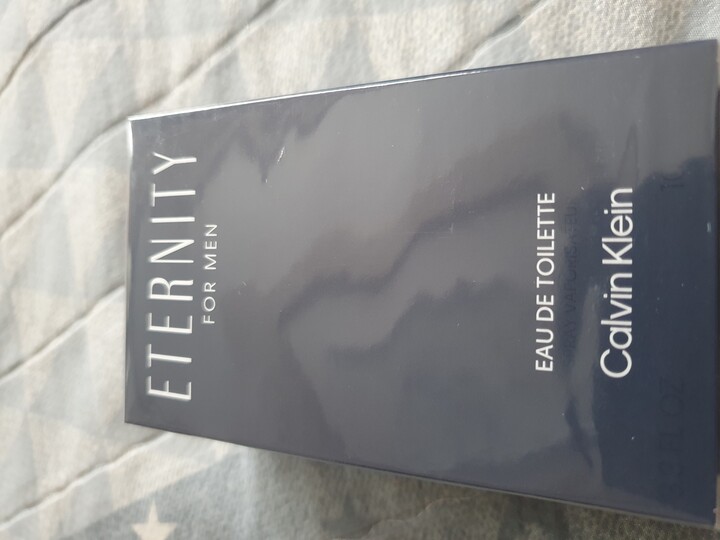 ETERNITY
FOR MEN
EAU DE TOILETTE
Calvin Klein